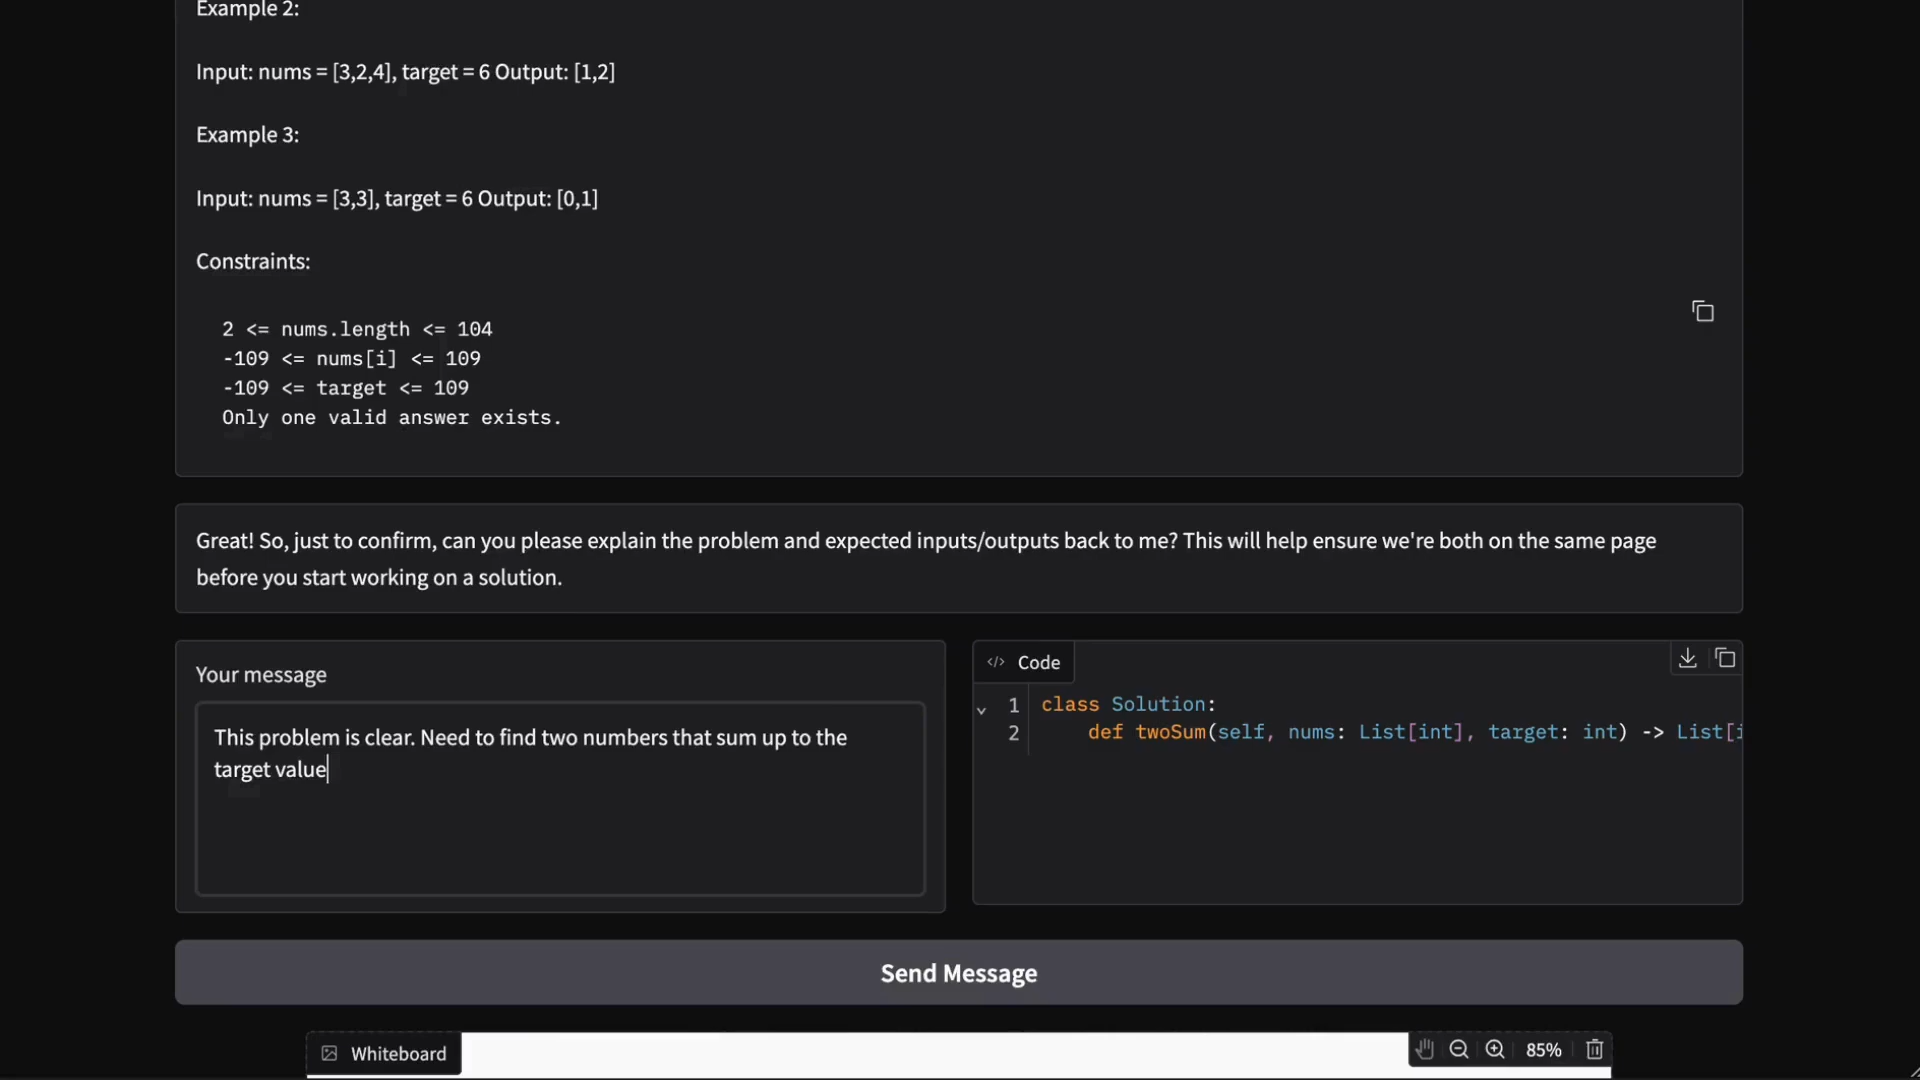 Example 2:
Input: nums = [3,2,4], target = 6 Output: [1,2]
Example 3:
Input: nums = [3,3], target = 6 Output: [0,1]
Constraints:
2 <= nums.length <= 104
-109 <= nums[i] <= 109
-109 <= target <= 109
Only one valid answer exists.
Great! So, just to confirm, can you please explain the problem and expected inputs/outputs back to me? This will help ensure we're both on the same page
before you start working on a solution.
Your message
This problem is clear. Need to find two numbers that sum up to the
target value
</> Code
1 class Solution:
2 def twoSum(self, nums: List[int], target: int) -> List[i
Send Message
Whiteboard
85%